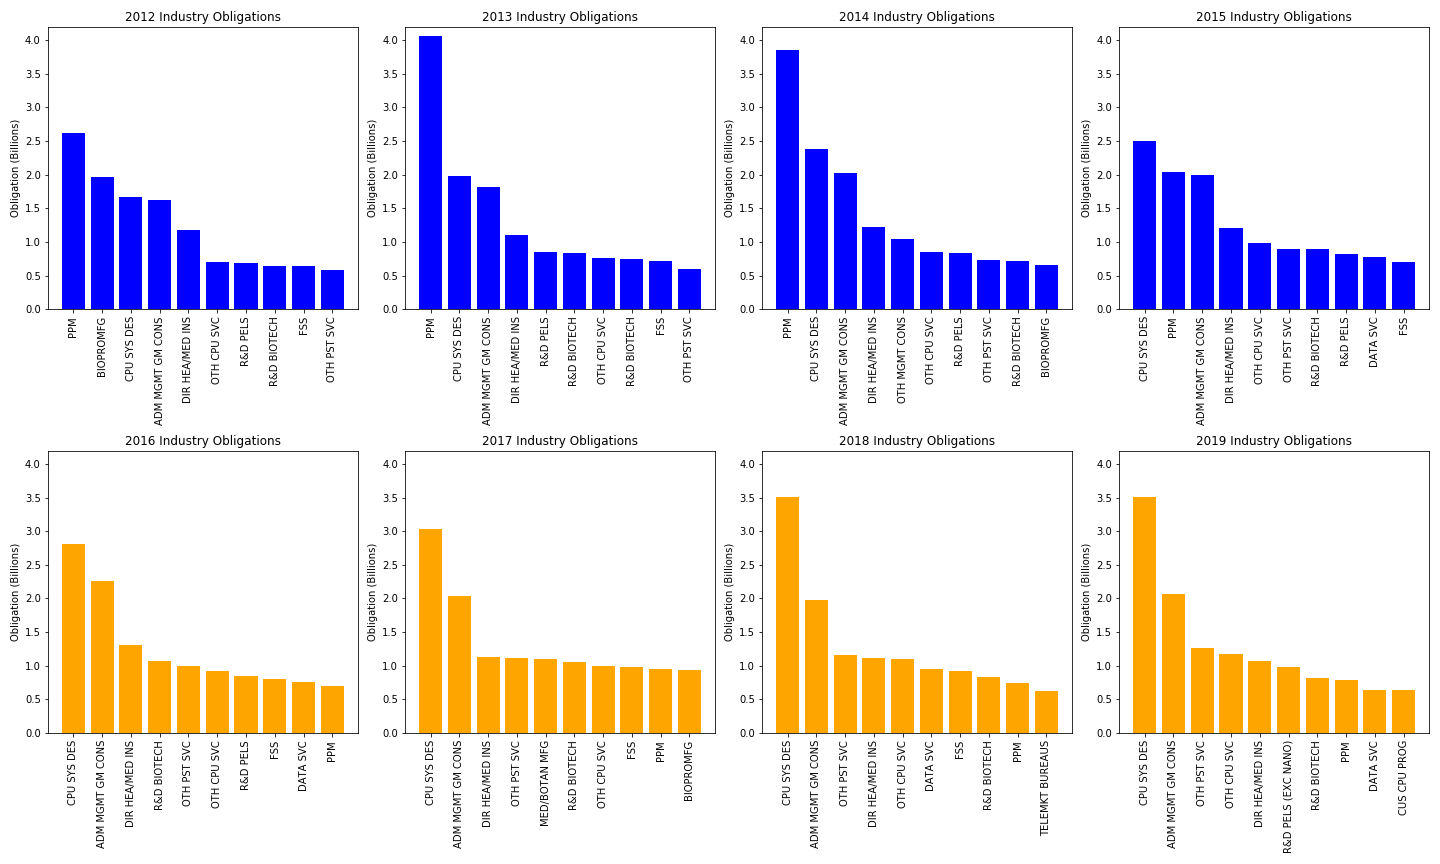 2012 Industry Obligations
Obligation (Billions)
4.0
3.5
3.0
2.5
2.0
1.5
1.0
0.5
0.0
PPM
BIOPROMFG
CPU SYS DES
ADM MGMT GM CONS
DIR HEA/MED INS
OTH CPU SVC
R&D PELS
R&D BIOTECH
FSS
OTH PST SVC
2013 Industry Obligations
Obligation (Billions)
4.0
3.5
3.0
2.5
2.0
1.5
1.0
0.5
0.0
PPM
CPU SYS DES
ADM MGMT GM CONS
DIR HEA/MED INS
R&D PELS
R&D BIOTECH
OTH CPU SVC
R&D BIOTECH
FSS
OTH PST SVC
2014 Industry Obligations
Obligation (Billions)
4.0
3.5
3.0
2.5
2.0
1.5
1.0
0.5
0.0
PPM
CPU SYS DES
ADM MGMT GM CONS
DIR HEA/MED INS
OTH MGMT CONS
OTH CPU SVC
R&D PELS
OTH PST SVC
R&D BIOTECH
BIOPROMFG
2015 Industry Obligations
Obligation (Billions)
4.0
3.5
3.0
2.5
2.0
1.5
1.0
0.5
0.0
CPU SYS DES
PPM
ADM MGMT GM CONS
DIR HEA/MED INS
OTH CPU SVC
OTH PST SVC
R&D BIOTECH
R&D PELS
DATA SVC
FSS
2016 Industry Obligations
Obligation (Billions)
4.0
3.5
3.0
2.5
2.0
1.5
1.0
0.5
0.0
CPU SYS DES
ADM MGMT GM CONS
DIR HEA/MED INS
R&D BIOTECH
OTH PST SVC
OTH CPU SVC
R&D PELS
FSS
DATA SVC
PPM
2017 Industry Obligations
Obligation (Billions)
4.0
3.5
3.0
2.5
2.0
1.5
1.0
0.5
0.0
CPU SYS DES
ADM MGMT GM CONS
DIR HEA/MED INS
OTH PST SVC
MED/BOTAN MFG
R&D BIOTECH
OTH CPU SVC
FSS
PPM
BIOPROMFG
2018 Industry Obligations
Obligation (Billions)
4.0
3.5
3.0
2.5
2.0
1.5
1.0
0.5
0.0
CPU SYS DES
ADM MGMT GM CONS
OTH PST SVC
DIR HEA/MED INS
OTH CPU SVC
DATA SVC
FSS
R&D BIOTECH
PPM
TELEMKT BUREAUS
2019 Industry Obligations
Obligation (Billions)
4.0
3.5
3.0
2.5
2.0
1.5
1.0
0.5
0.0
CPU SYS DES
ADM MGMT GM CONS
OTH PST SVC
OTH CPU SVC
DIR HEA/MED INS
R&D PELS (EXC NANO)
R&D BIOTECH
PPM
DATA SVC
CUS CPU PROG